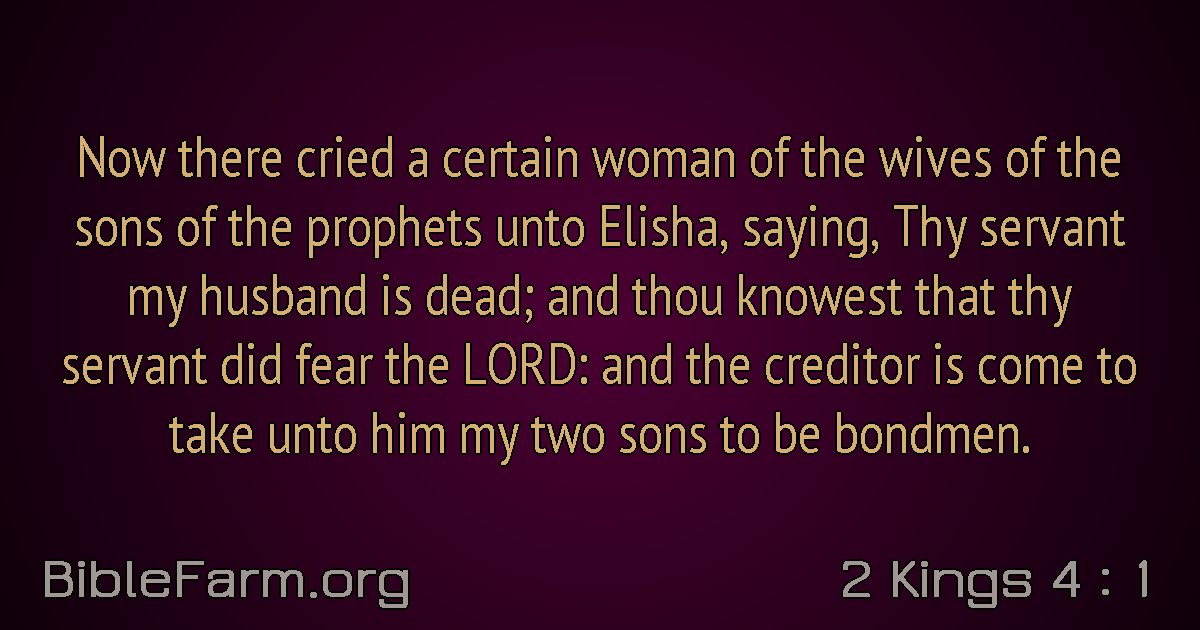 Now there cried a certain woman of the wives of the
sons of the prophets unto Elisha, saying, Thy servant
my husband is dead; and thou knowest that thy
servant did fear the LORD: and the creditor is come to
take unto him my two sons to be bondmen.
BibleFarm.org
2 Kings 4 : 1